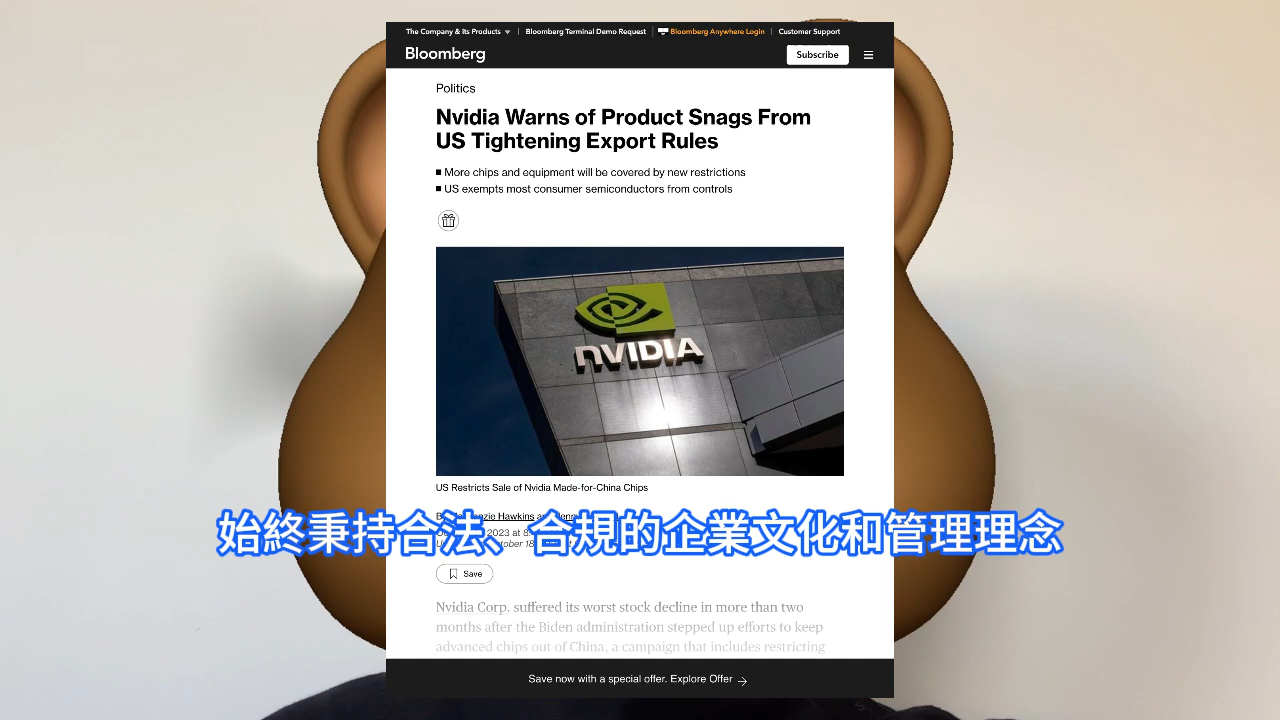 The Company & its Products
Bloomberg Terminal Demo Request
Bloomberg Anywhere Login
Customer Support
Bloomberg
Subscribe
Politics
Nvidia Warns of Product Snags From
US Tightening Export Rules
More chips and equipment will be covered by new restrictions
US exempts most consumer semiconductors from controls
NVIDIA
US Restricts Sale of Nvidia Made-for-China Chips
Hawkins
2023 at
始終秉持合法、合規的企業文化和管理理念
Save
Nvidia Corp. suffered its worst stock decline in more than two
months after the Biden administration stepped up efforts to keep
advanced chips out of China, a campaign that includes restricting
Save now with a special offer. Explore Offer